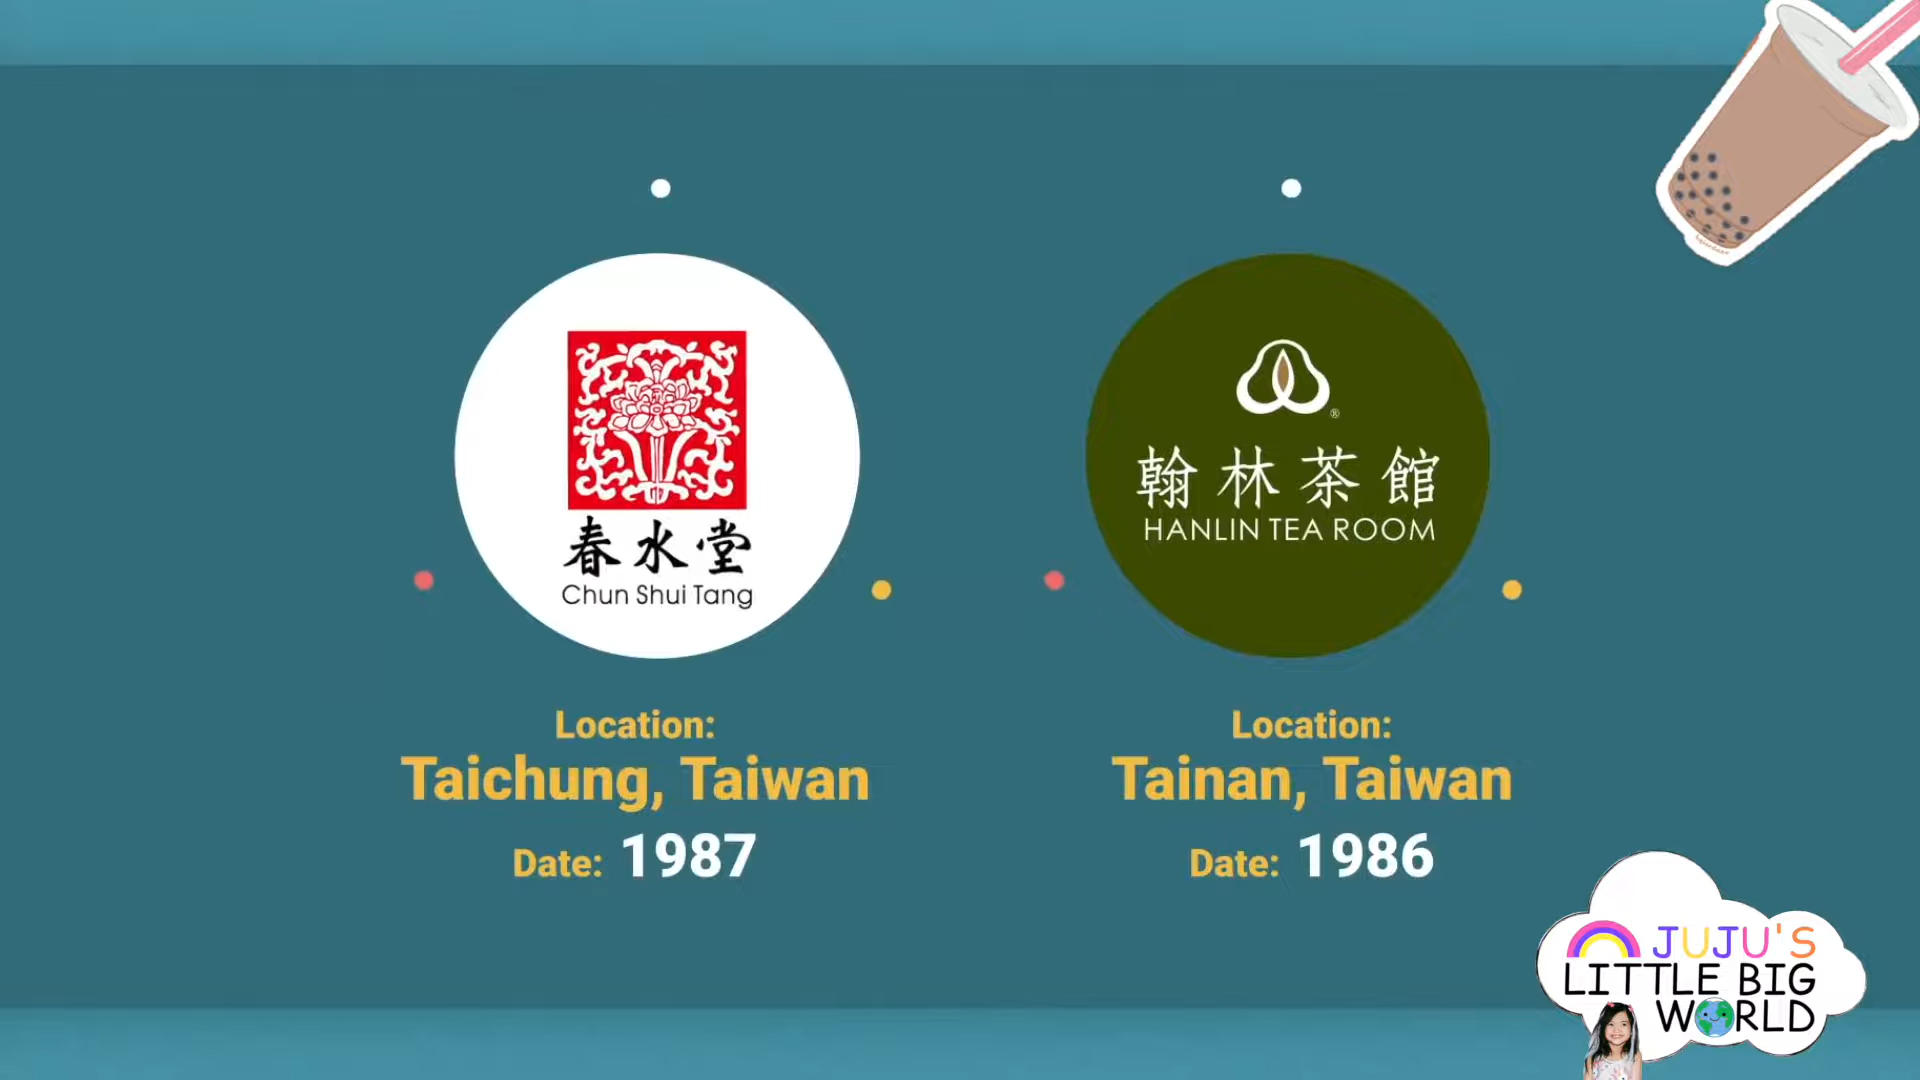 春水堂
Chun Shui Tang
Location:
Taichung, Taiwan
Date: 1987
®
翰林茶館
HANLIN TEA ROOM
Location:
Tainan, Taiwan
Date: 1986
JUJU'S
LITTLE BIG
WORLD